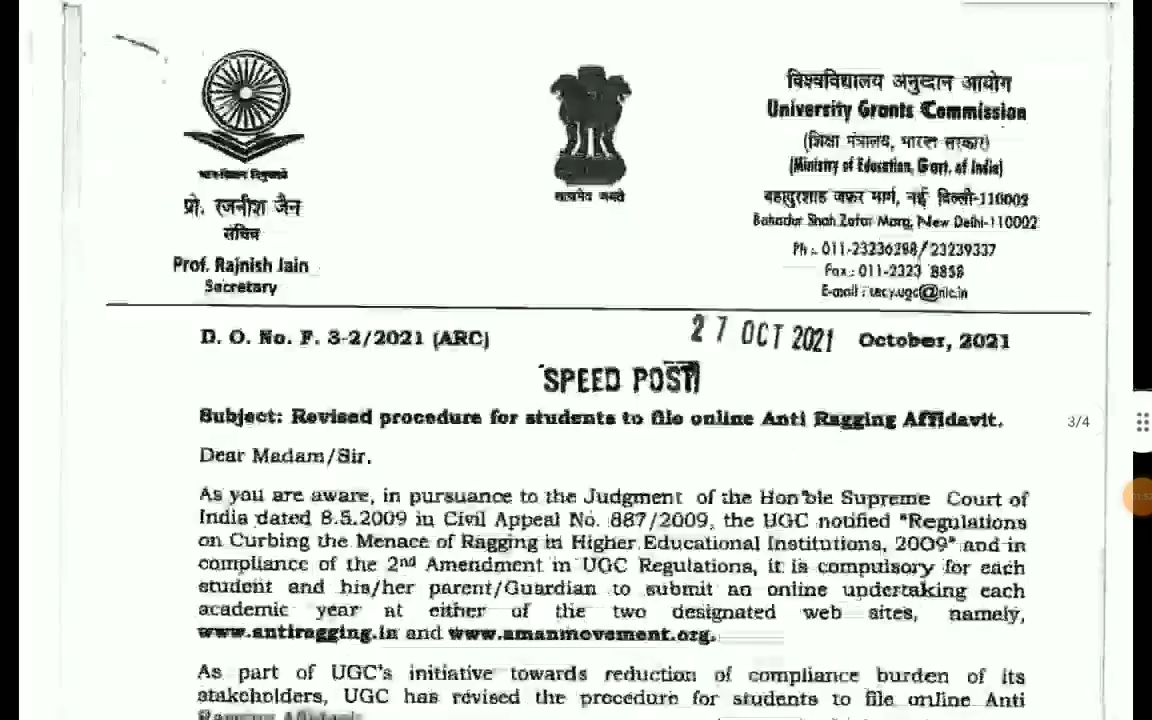 विश्वविद्यालय अनुदान आयोग
University Grants Commission
(शिक्षा मंत्रालय, भारत सरकार)
(Ministry of Education, Govt. of India)
बहादुरशाह ज़फ़र मार्ग, नई दिल्ली-110002
Bahadur Shah Zafar Marg, New Delhi-110002
Ph : 011-23236288/23239337
Fax : 011-2323 8858
E-mail : secy.ugc@nic.in
सत्यमेव जयते
प्रो. रजनीश जैन
सचिव
Prof. Rajnish Jain
Secretary
D. O. No. F. 3-2/2021 (ARC)
27 OCT 2021 October, 2021
SPEED POST
Subject: Revised procedure for students to file online Anti Ragging Affidavit.
3/4
Dear Madam/Sir.
As you are aware, in pursuance to the Judgment of the Hon'ble Supreme Court of
India dated 8.5.2009 in Civil Appeal No. 887/2009, the UGC notified "Regulations
on Curbing the Menace of Ragging in Higher Educational Institutions, 2009" and in
compliance of the 2nd Amendment in UGC Regulations, it is compulsory for each
student and his/her parent/Guardian to submit an online undertaking each
academic year at either of the two designated web sites, namely,
www.antiragging.in and www.amanmovement.org.
As part of UGC's initiative towards reduction of compliance burden of its
stakeholders, UGC has revised the procedure for students to file online Anti